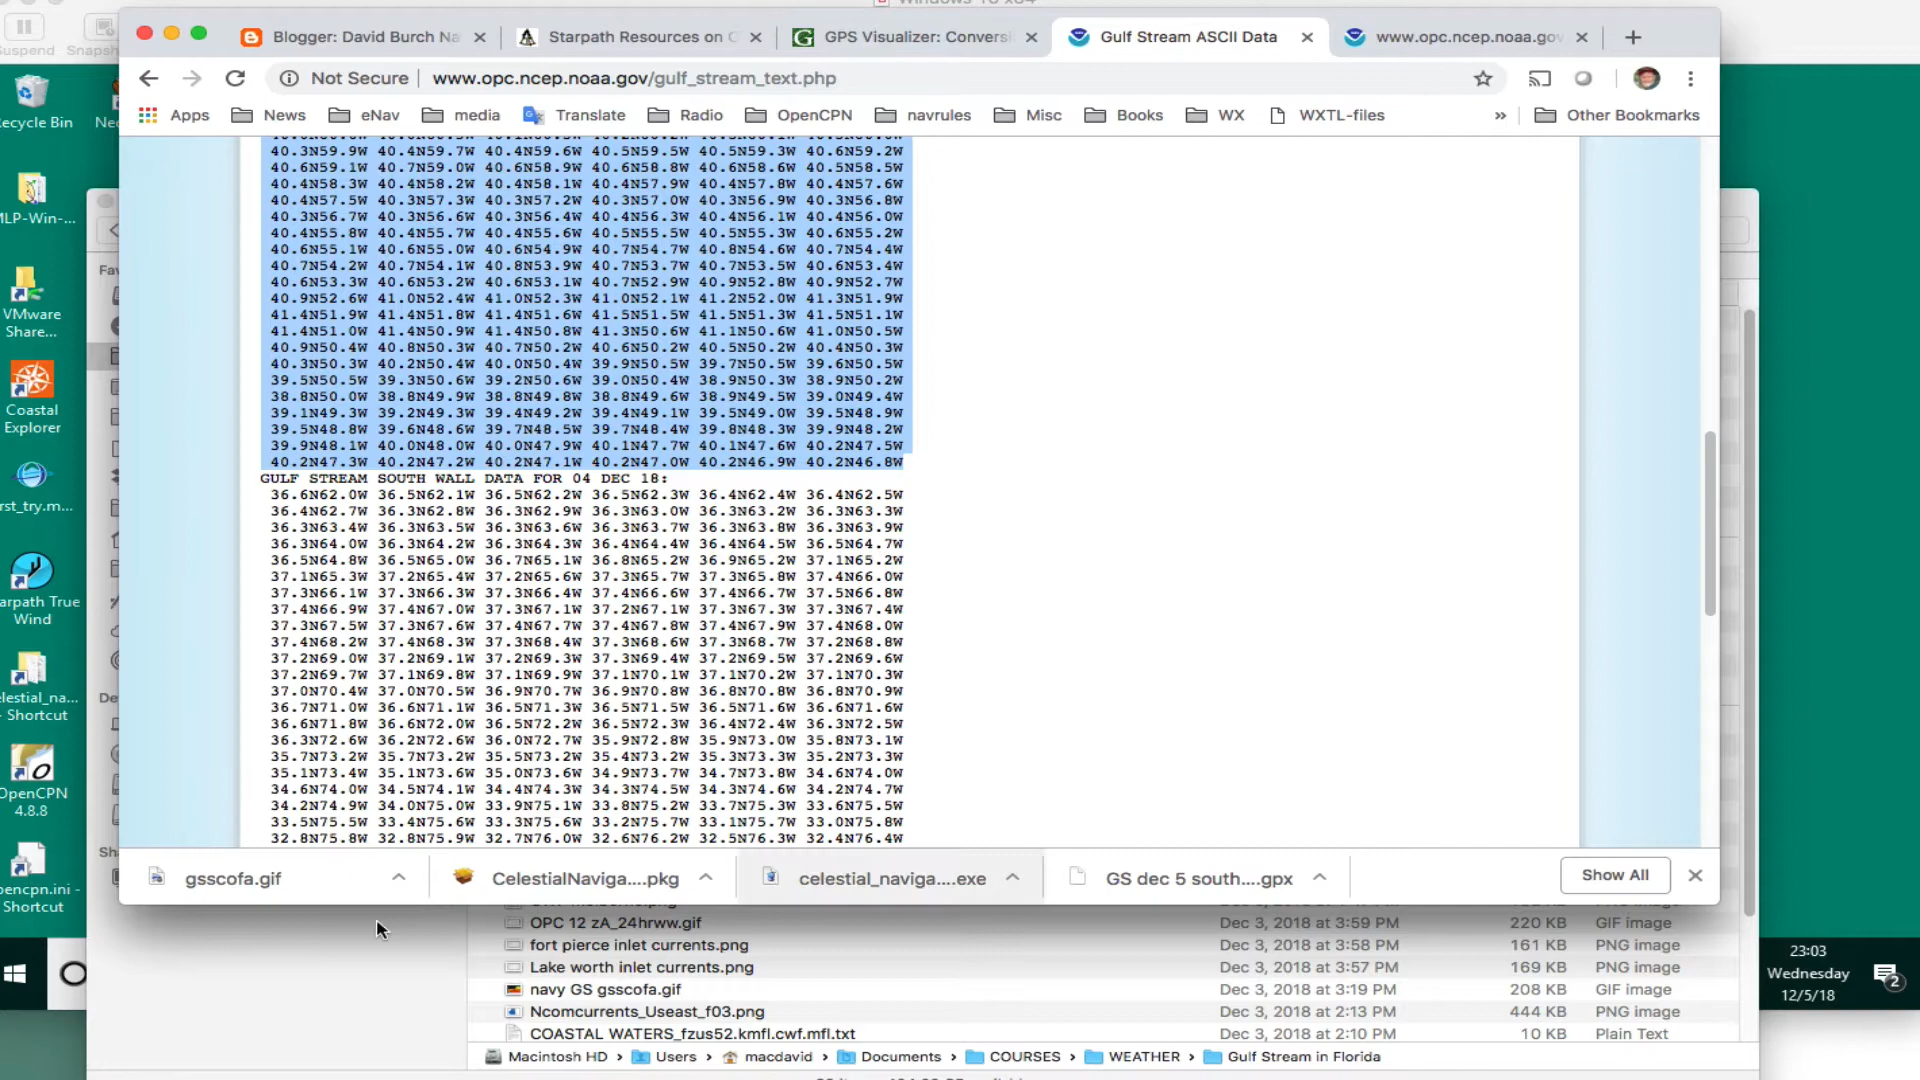 Suspend
Blogger: David Burch Na
Starpath Resources on
GPS Visualizer: Convers
Gulf Stream ASCII Data
www.opc.ncep.noaa.gov
Not Secure
www.opc.ncep.noaa.gov/gulf_stream_text.php
Apps
News
eNav
media
Translate
Radio
OpenCPN
navrules
Misc
Books
WX
WXTL-files
»
Other Bookmarks
40.3N59.9W 40.4N59.7W 40.4N59.6W 40.5N59.5W 40.5N59.3W 40.6N59.2W
40.6N59.1W 40.7N59.0W 40.6N58.9W 40.6N58.8W 40.6N58.6W 40.5N58.5W
40.4N58.3W 40.4N58.2W 40.4N58.1W 40.4N57.9W 40.4N57.8W 40.4N57.6W
40.4N57.5W 40.3N57.3W 40.3N57.2W 40.3N57.0W 40.3N56.9W 40.3N56.8W
40.3N56.7W 40.3N56.6W 40.3N56.4W 40.4N56.3W 40.4N56.1W 40.4N56.0W
40.4N55.8W 40.4N55.7W 40.4N55.6W 40.5N55.5W 40.5N55.3W 40.6N55.2W
40.6N55.1W 40.6N55.0W 40.6N54.9W 40.7N54.7W 40.8N54.6W 40.7N54.4W
40.7N54.2W 40.7N54.1W 40.8N53.9W 40.7N53.7W 40.7N53.5W 40.6N53.4W
40.6N53.3W 40.6N53.2W 40.6N53.1W 40.7N52.9W 40.9N52.8W 40.9N52.7W
40.9N52.6W 41.0N52.4W 41.0N52.3W 41.0N52.1W 41.2N52.0W 41.3N51.9W
41.4N51.9W 41.4N51.8W 41.4N51.6W 41.5N51.5W 41.5N51.3W 41.5N51.1W
41.4N51.0W 41.4N50.9W 41.4N50.8W 41.3N50.6W 41.1N50.6W 41.0N50.5W
40.9N50.4W 40.8N50.3W 40.7N50.2W 40.6N50.2W 40.5N50.2W 40.4N50.3W
40.3N50.3W 40.2N50.4W 40.0N50.4W 39.9N50.5W 39.7N50.5W 39.6N50.5W
39.5N50.5W 39.3N50.6W 39.2N50.6W 39.0N50.4W 38.9N50.3W 38.9N50.2W
38.8N50.0W 38.8N49.9W 38.8N49.8W 38.8N49.6W 38.9N49.5W 39.0N49.4W
39.1N49.3W 39.2N49.3W 39.4N49.2W 39.4N49.1W 39.5N49.0W 39.5N48.9W
39.5N48.8W 39.6N48.6W 39.7N48.5W 39.7N48.4W 39.8N48.3W 39.9N48.2W
39.9N48.1W 40.0N48.0W 40.0N47.9W 40.1N47.7W 40.1N47.6W 40.2N47.5W
40.2N47.3W 40.2N47.2W 40.2N47.1W 40.2N47.0W 40.2N46.9W 40.2N46.8W
GULF STREAM SOUTH WALL DATA FOR 04 DEC 18:
36.6N62.0W 36.5N62.1W 36.5N62.2W 36.5N62.3W 36.4N62.4W 36.4N62.5W
36.4N62.7W 36.3N62.8W 36.3N62.9W 36.3N63.0W 36.3N63.2W 36.3N63.3W
36.3N63.4W 36.3N63.5W 36.3N63.6W 36.3N63.7W 36.3N63.8W 36.3N63.9W
36.3N64.0W 36.3N64.2W 36.3N64.3W 36.4N64.4W 36.4N64.5W 36.5N64.7W
36.5N64.8W 36.5N65.0W 36.7N65.1W 36.8N65.2W 36.9N65.2W 37.1N65.2W
37.1N65.3W 37.2N65.4W 37.2N65.6W 37.3N65.7W 37.3N65.8W 37.4N66.0W
37.3N66.1W 37.3N66.3W 37.3N66.4W 37.4N66.6W 37.4N66.7W 37.5N66.8W
37.4N66.9W 37.4N67.0W 37.3N67.1W 37.2N67.1W 37.3N67.3W 37.3N67.4W
37.3N67.5W 37.3N67.6W 37.4N67.7W 37.4N67.8W 37.4N67.9W 37.4N68.0W
37.4N68.2W 37.4N68.3W 37.3N68.4W 37.3N68.6W 37.3N68.7W 37.2N68.8W
37.2N69.0W 37.2N69.1W 37.2N69.3W 37.3N69.4W 37.2N69.5W 37.2N69.6W
37.2N69.7W 37.1N69.8W 37.1N69.9W 37.1N70.1W 37.1N70.2W 37.1N70.3W
37.0N70.4W 37.0N70.5W 36.9N70.7W 36.9N70.8W 36.8N70.8W 36.8N70.9W
36.7N71.0W 36.6N71.1W 36.5N71.3W 36.5N71.5W 36.5N71.6W 36.6N71.6W
36.6N71.8W 36.6N72.0W 36.5N72.2W 36.5N72.3W 36.4N72.4W 36.3N72.5W
36.3N72.6W 36.2N72.6W 36.0N72.7W 35.9N72.8W 35.9N73.0W 35.8N73.1W
35.7N73.2W 35.7N73.2W 35.5N73.2W 35.4N73.2W 35.3N73.3W 35.2N73.3W
35.1N73.4W 35.1N73.6W 35.0N73.6W 34.9N73.7W 34.7N73.8W 34.6N74.0W
34.6N74.0W 34.5N74.1W 34.4N74.3W 34.3N74.5W 34.3N74.6W 34.2N74.7W
34.2N74.9W 34.0N75.0W 33.9N75.1W 33.8N75.2W 33.7N75.3W 33.6N75.5W
33.5N75.5W 33.4N75.6W 33.3N75.6W 33.2N75.7W 33.1N75.7W 33.0N75.8W
32.8N75.8W 32.8N75.9W 32.7N76.0W 32.6N76.2W 32.5N76.3W 32.4N76.4W
gsscofa.gif
CelestialNaviga....pkg
celestial_naviga....exe
GS dec 5 south....gpx
Show All
OPC 12 zA_24hrww.gif Dec 3, 2018 at 3:59 PM 220 KB GIF image
fort pierce inlet currents.png Dec 3, 2018 at 3:58 PM 161 KB PNG image
Lake worth inlet currents.png Dec 3, 2018 at 3:57 PM 169 KB PNG image
navy GS gsscofa.gif Dec 3, 2018 at 3:19 PM 208 KB GIF image
Ncomcurrents_Useast_f03.png Dec 3, 2018 at 2:13 PM 444 KB PNG image
COASTAL WATERS_fzus52.kmfl.cwf.mfl.txt Dec 3, 2018 at 2:10 PM 10 KB Plain Text
Macintosh HD › Users › macdavid › Documents › COURSES › WEATHER › Gulf Stream in Florida
ecycle Bin
MLP-Win-...
VMware
Share...
Coastal
Explorer
rst_try.m...
arpath True
Wind
elestial_na...
- Shortcut
OpenCPN
4.8.8
encpn.ini -
Shortcut
23:03
Wednesday
12/5/18
2